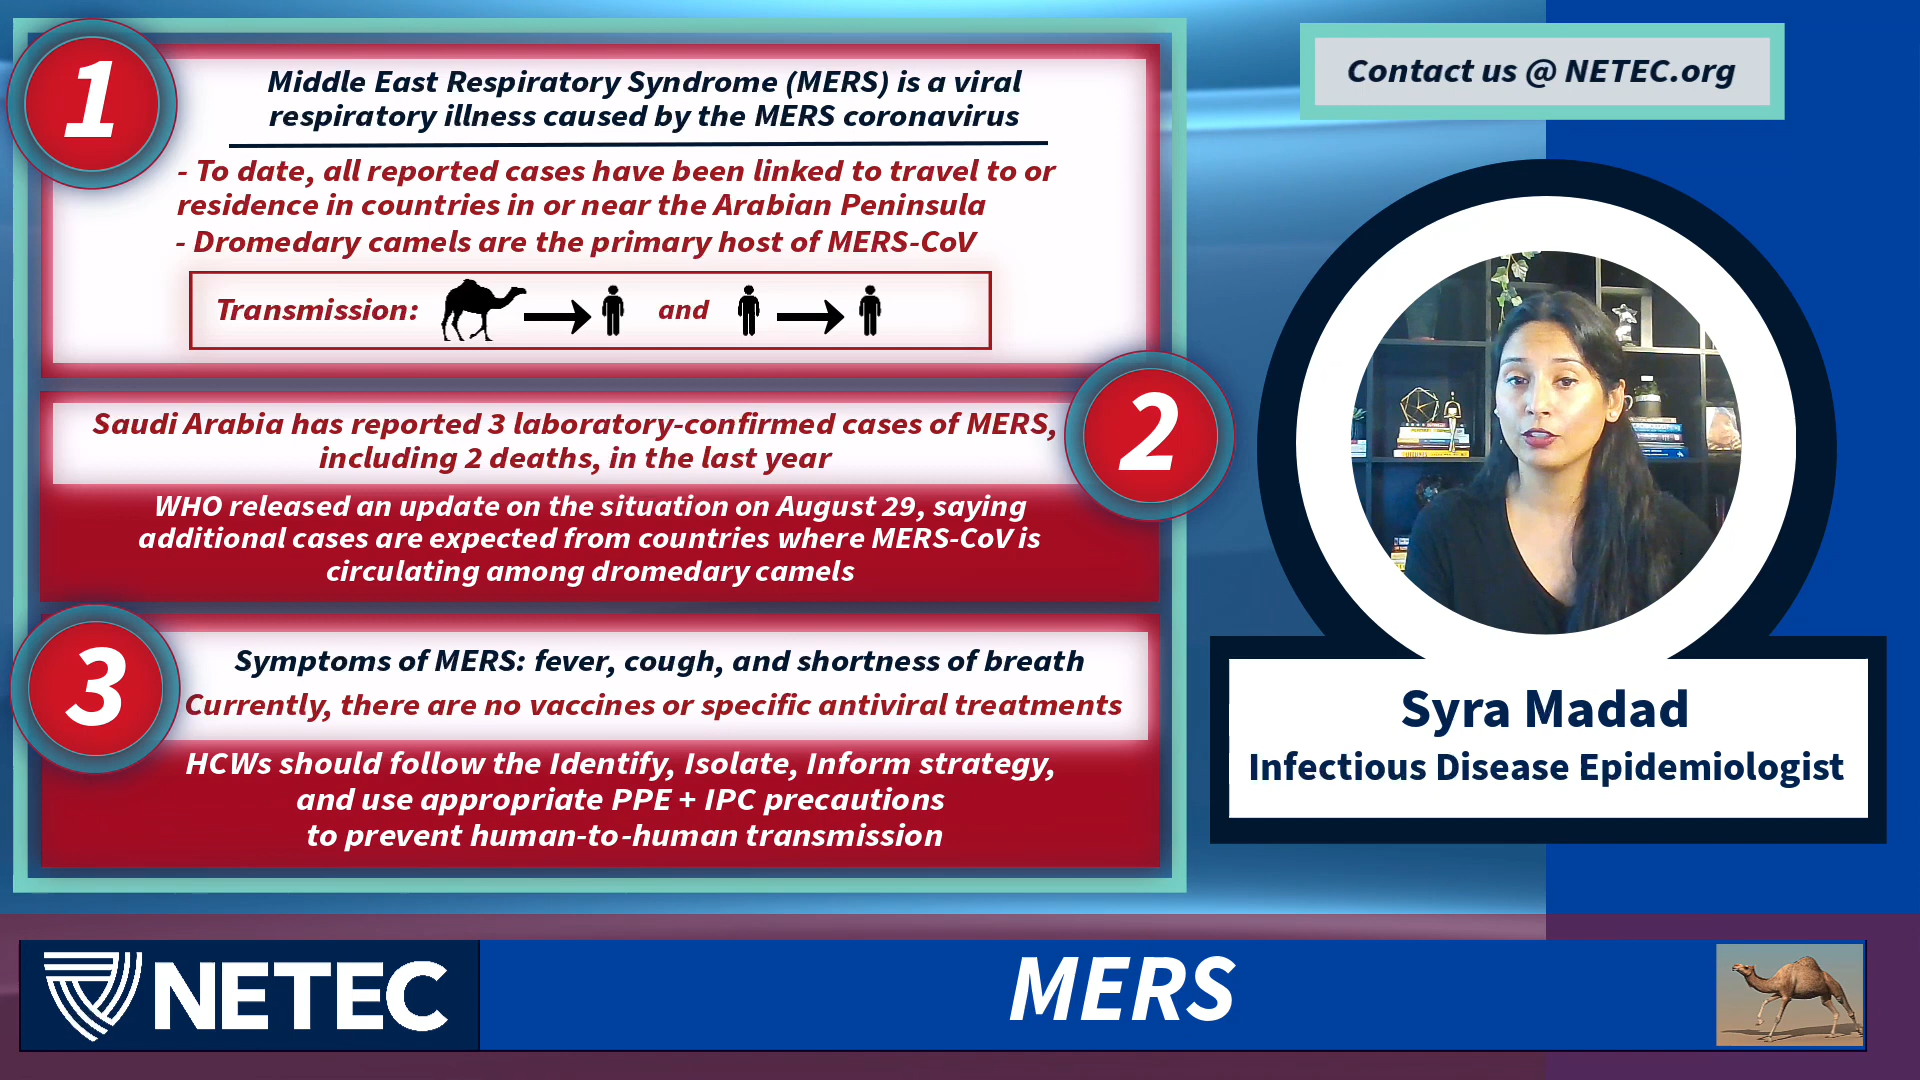 1
Middle East Respiratory Syndrome (MERS) is a viral
respiratory illness caused by the MERS coronavirus
- To date, all reported cases have been linked to travel to or
residence in countries in or near the Arabian Peninsula
- Dromedary camels are the primary host of MERS-CoV
Transmission: and
2
Saudi Arabia has reported 3 laboratory-confirmed cases of MERS,
including 2 deaths, in the last year
WHO released an update on the situation on August 29, saying
additional cases are expected from countries where MERS-CoV is
circulating among dromedary camels
3
Symptoms of MERS: fever, cough, and shortness of breath
Currently, there are no vaccines or specific antiviral treatments
HCWs should follow the Identify, Isolate, Inform strategy,
and use appropriate PPE + IPC precautions
to prevent human-to-human transmission
Contact us @ NETEC.org
Syra Madad
Infectious Disease Epidemiologist
NETEC
MERS